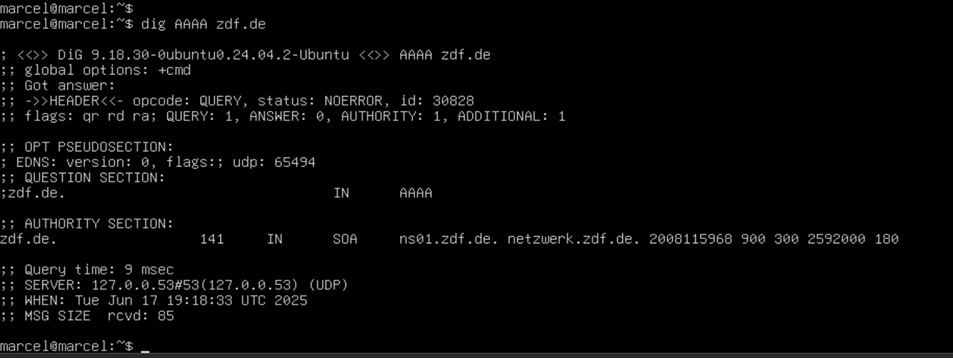 marcel@marcel:~$
marcel@marcel:~$ dig AAAA zdf.de
; <<>> DiG 9.18.30-0ubuntu0.24.04.2-Ubuntu <<>> AAAA zdf.de
;; global options: +cmd
;; Got answer:
;; ->>HEADER<<- opcode: QUERY, status: NOERROR, id: 30828
;; flags: qr rd ra; QUERY: 1, ANSWER: 0, AUTHORITY: 1, ADDITIONAL: 1
;; OPT PSEUDOSECTION:
; EDNS: version: 0, flags:; udp: 65494
;; QUESTION SECTION:
;zdf.de. IN AAAA
;; AUTHORITY SECTION:
zdf.de. 141 IN SOA ns01.zdf.de. netzwerk.zdf.de. 2008115968 900 300 2592000 180
;; Query time: 9 msec
;; SERVER: 127.0.0.53#53(127.0.0.53) (UDP)
;; WHEN: Tue Jun 17 19:18:33 UTC 2025
;; MSG SIZE rcvd: 85
marcel@marcel:~$ _